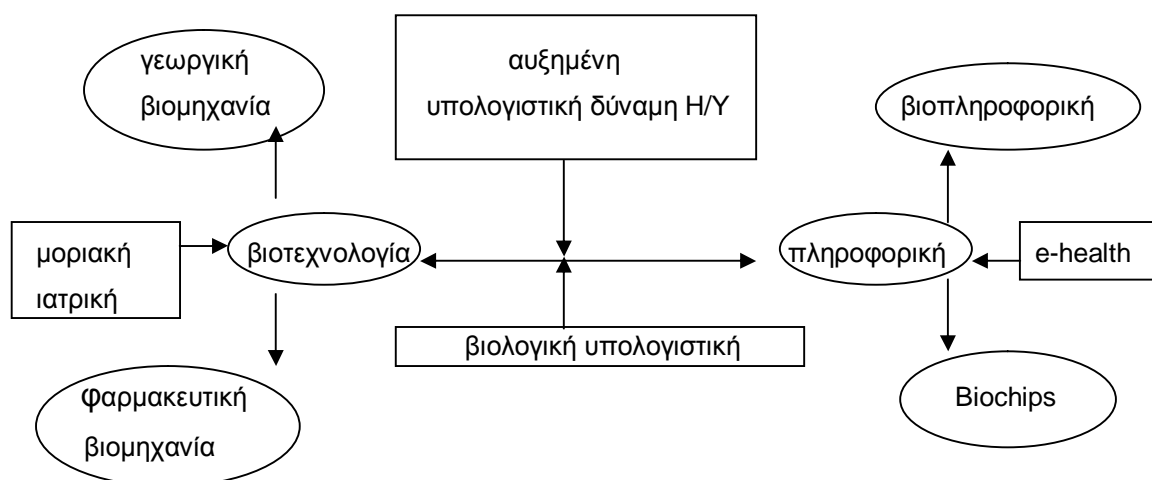 γεωργική
βιομηχανία
αυξημένη
υπολογιστική δύναμη Η/Υ
βιοπληροφορική
μοριακή
ιατρική
βιοτεχνολογία
πληροφορική
e-health
βιολογική υπολογιστική
φαρμακευτική
βιομηχανία
Biochips